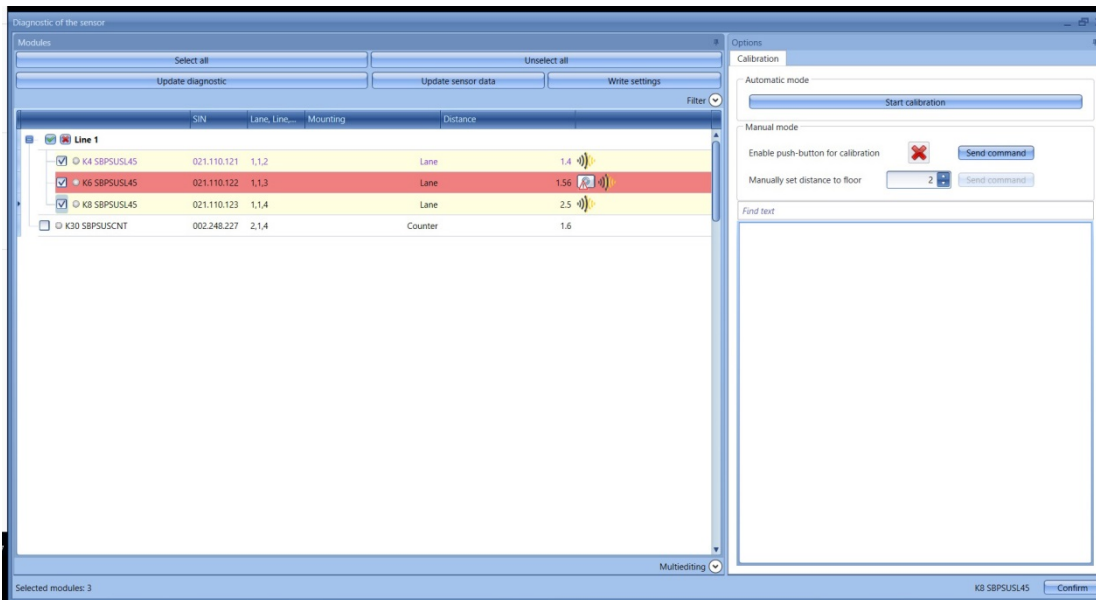 Diagnostic of the sensor
Modules
Select all Unselect all
Update diagnostic Update sensor data Write settings
Filter
SIN Lane, Line,... Mounting Distance
Line 1
K4 SBPSUSL45 021.110.121 1,1,2 Lane 1.4
K6 SBPSUSL45 021.110.122 1,1,3 Lane 1.56
K8 SBPSUSL45 021.110.123 1,1,4 Lane 2.5
K30 SBPSUSCNT 002.248.227 2,1,4 Counter 1.6
Multiediting
Selected modules: 3
Options
Calibration
Automatic mode
Start calibration
Manual mode
Enable push-button for calibration Send command
Manually set distance to floor 2 Send command
Find text
K8 SBPSUSL45 Confirm